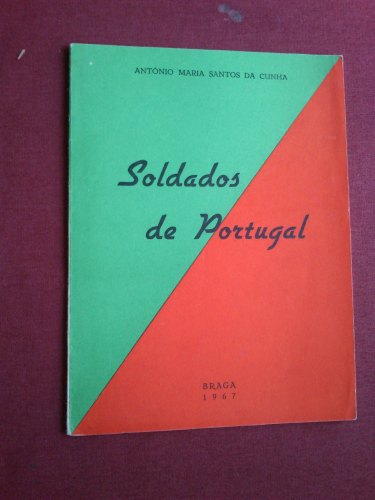 ANTÓNIO MARIA SANTOS DA CUNHA
Soldados
de Portugal
BRAGA
1967